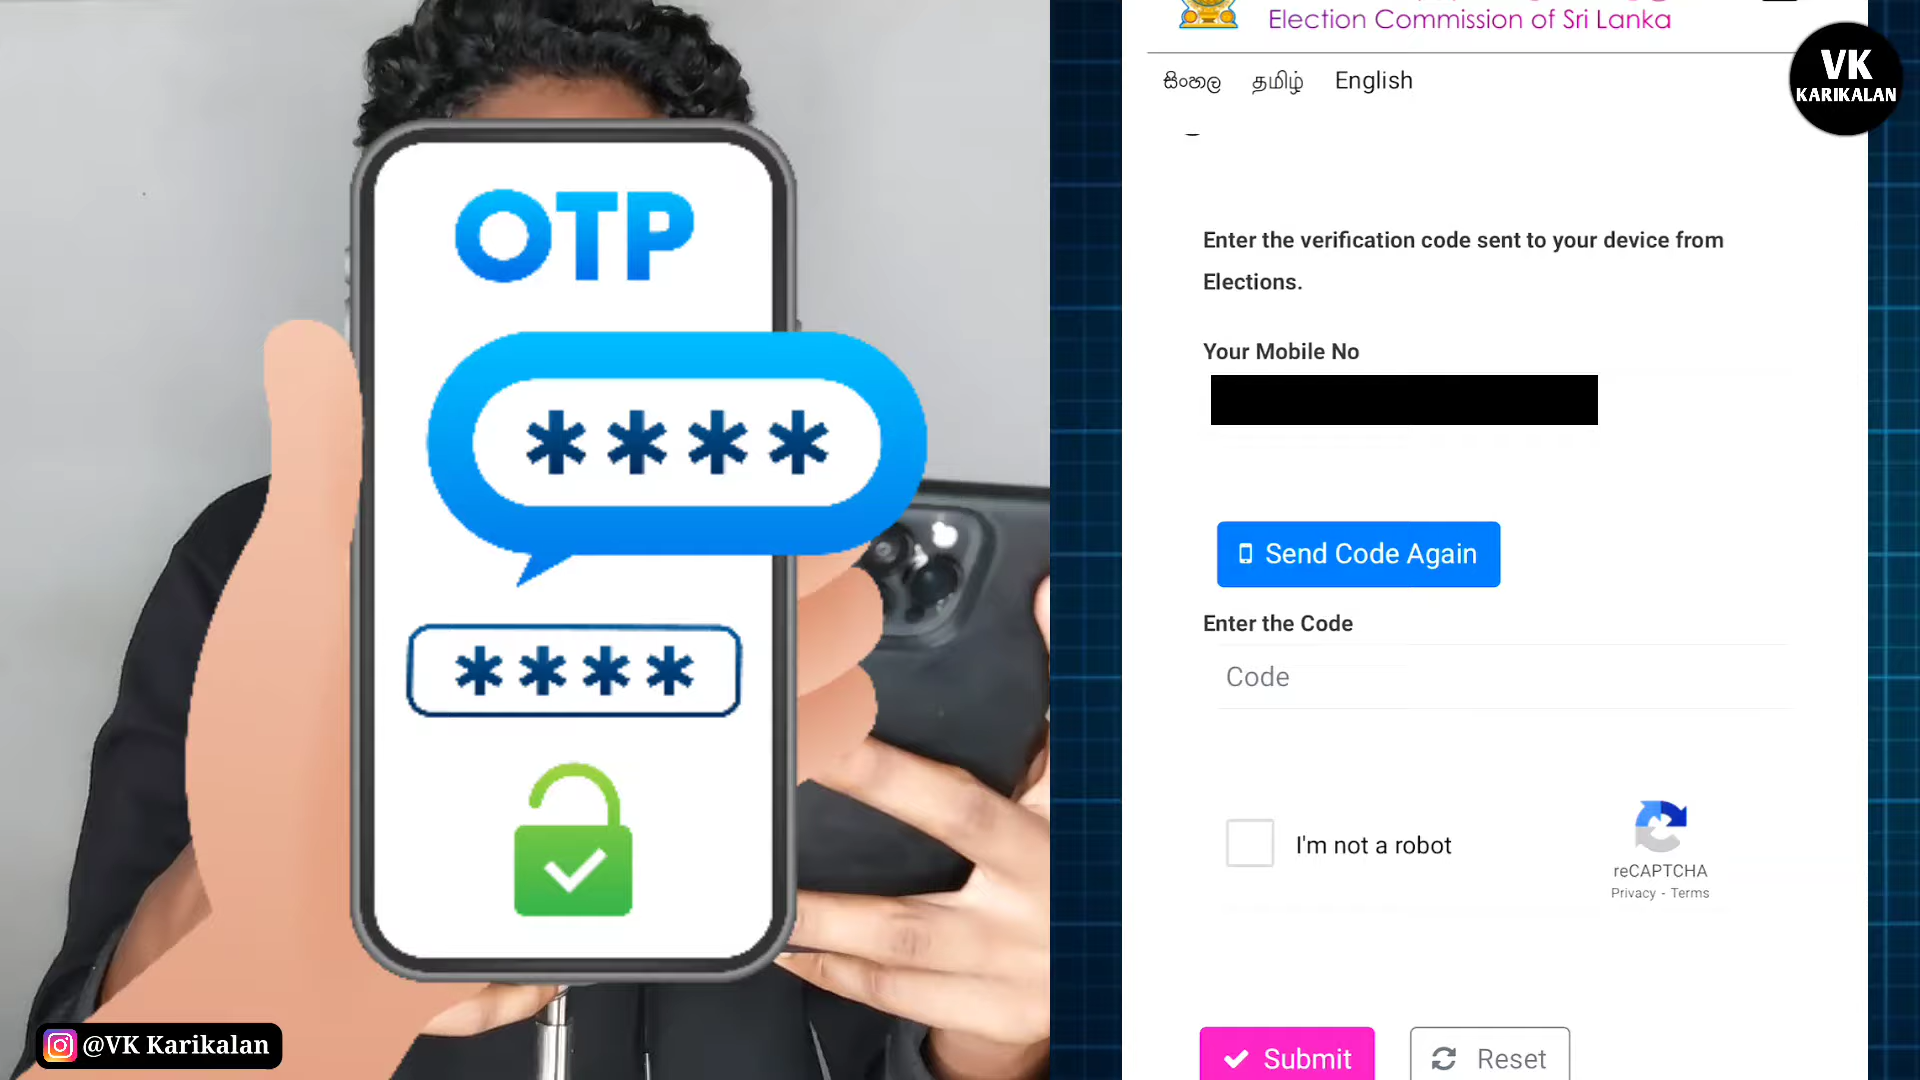 OTP
****
****
@VK Karikalan
Election Commission of Sri Lanka
සිංහල தமிழ் English
VK
KARIKALAN
Enter the verification code sent to your device from
Elections.
Your Mobile No
Send Code Again
Enter the Code
Code
I'm not a robot
reCAPTCHA
Privacy - Terms
Submit
Reset